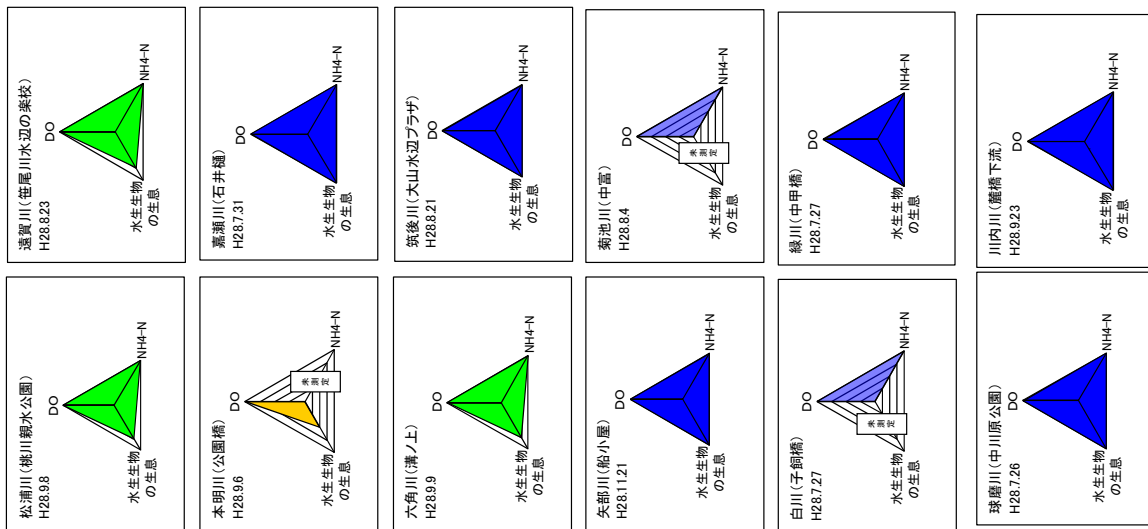 遠賀川(笹尾川水辺の楽校)
H28.8.23
DO
水生生物
の生息
NH4-N
松浦川(桃川親水公園)
H28.9.8
DO
水生生物
の生息
NH4-N
嘉瀬川(石井樋)
H28.7.31
DO
水生生物
の生息
NH4-N
本明川(公園橋)
H28.9.6
DO
未測定
水生生物
の生息
NH4-N
筑後川(大山水辺プラザ)
H28.8.21
DO
水生生物
の生息
NH4-N
六角川(溝ノ上)
H28.9.9
DO
水生生物
の生息
NH4-N
菊池川(中富)
H28.8.4
DO
未測定
水生生物
の生息
NH4-N
矢部川(船小屋)
H28.11.21
DO
水生生物
の生息
NH4-N
緑川(中甲橋)
H28.7.27
DO
水生生物
の生息
NH4-N
白川(子飼橋)
H28.7.27
DO
未測定
水生生物
の生息
NH4-N
川内川(麓橋下流)
H28.9.23
DO
水生生物
の生息
NH4-N
球磨川(中川原公園)
H28.7.26
DO
水生生物
の生息
NH4-N